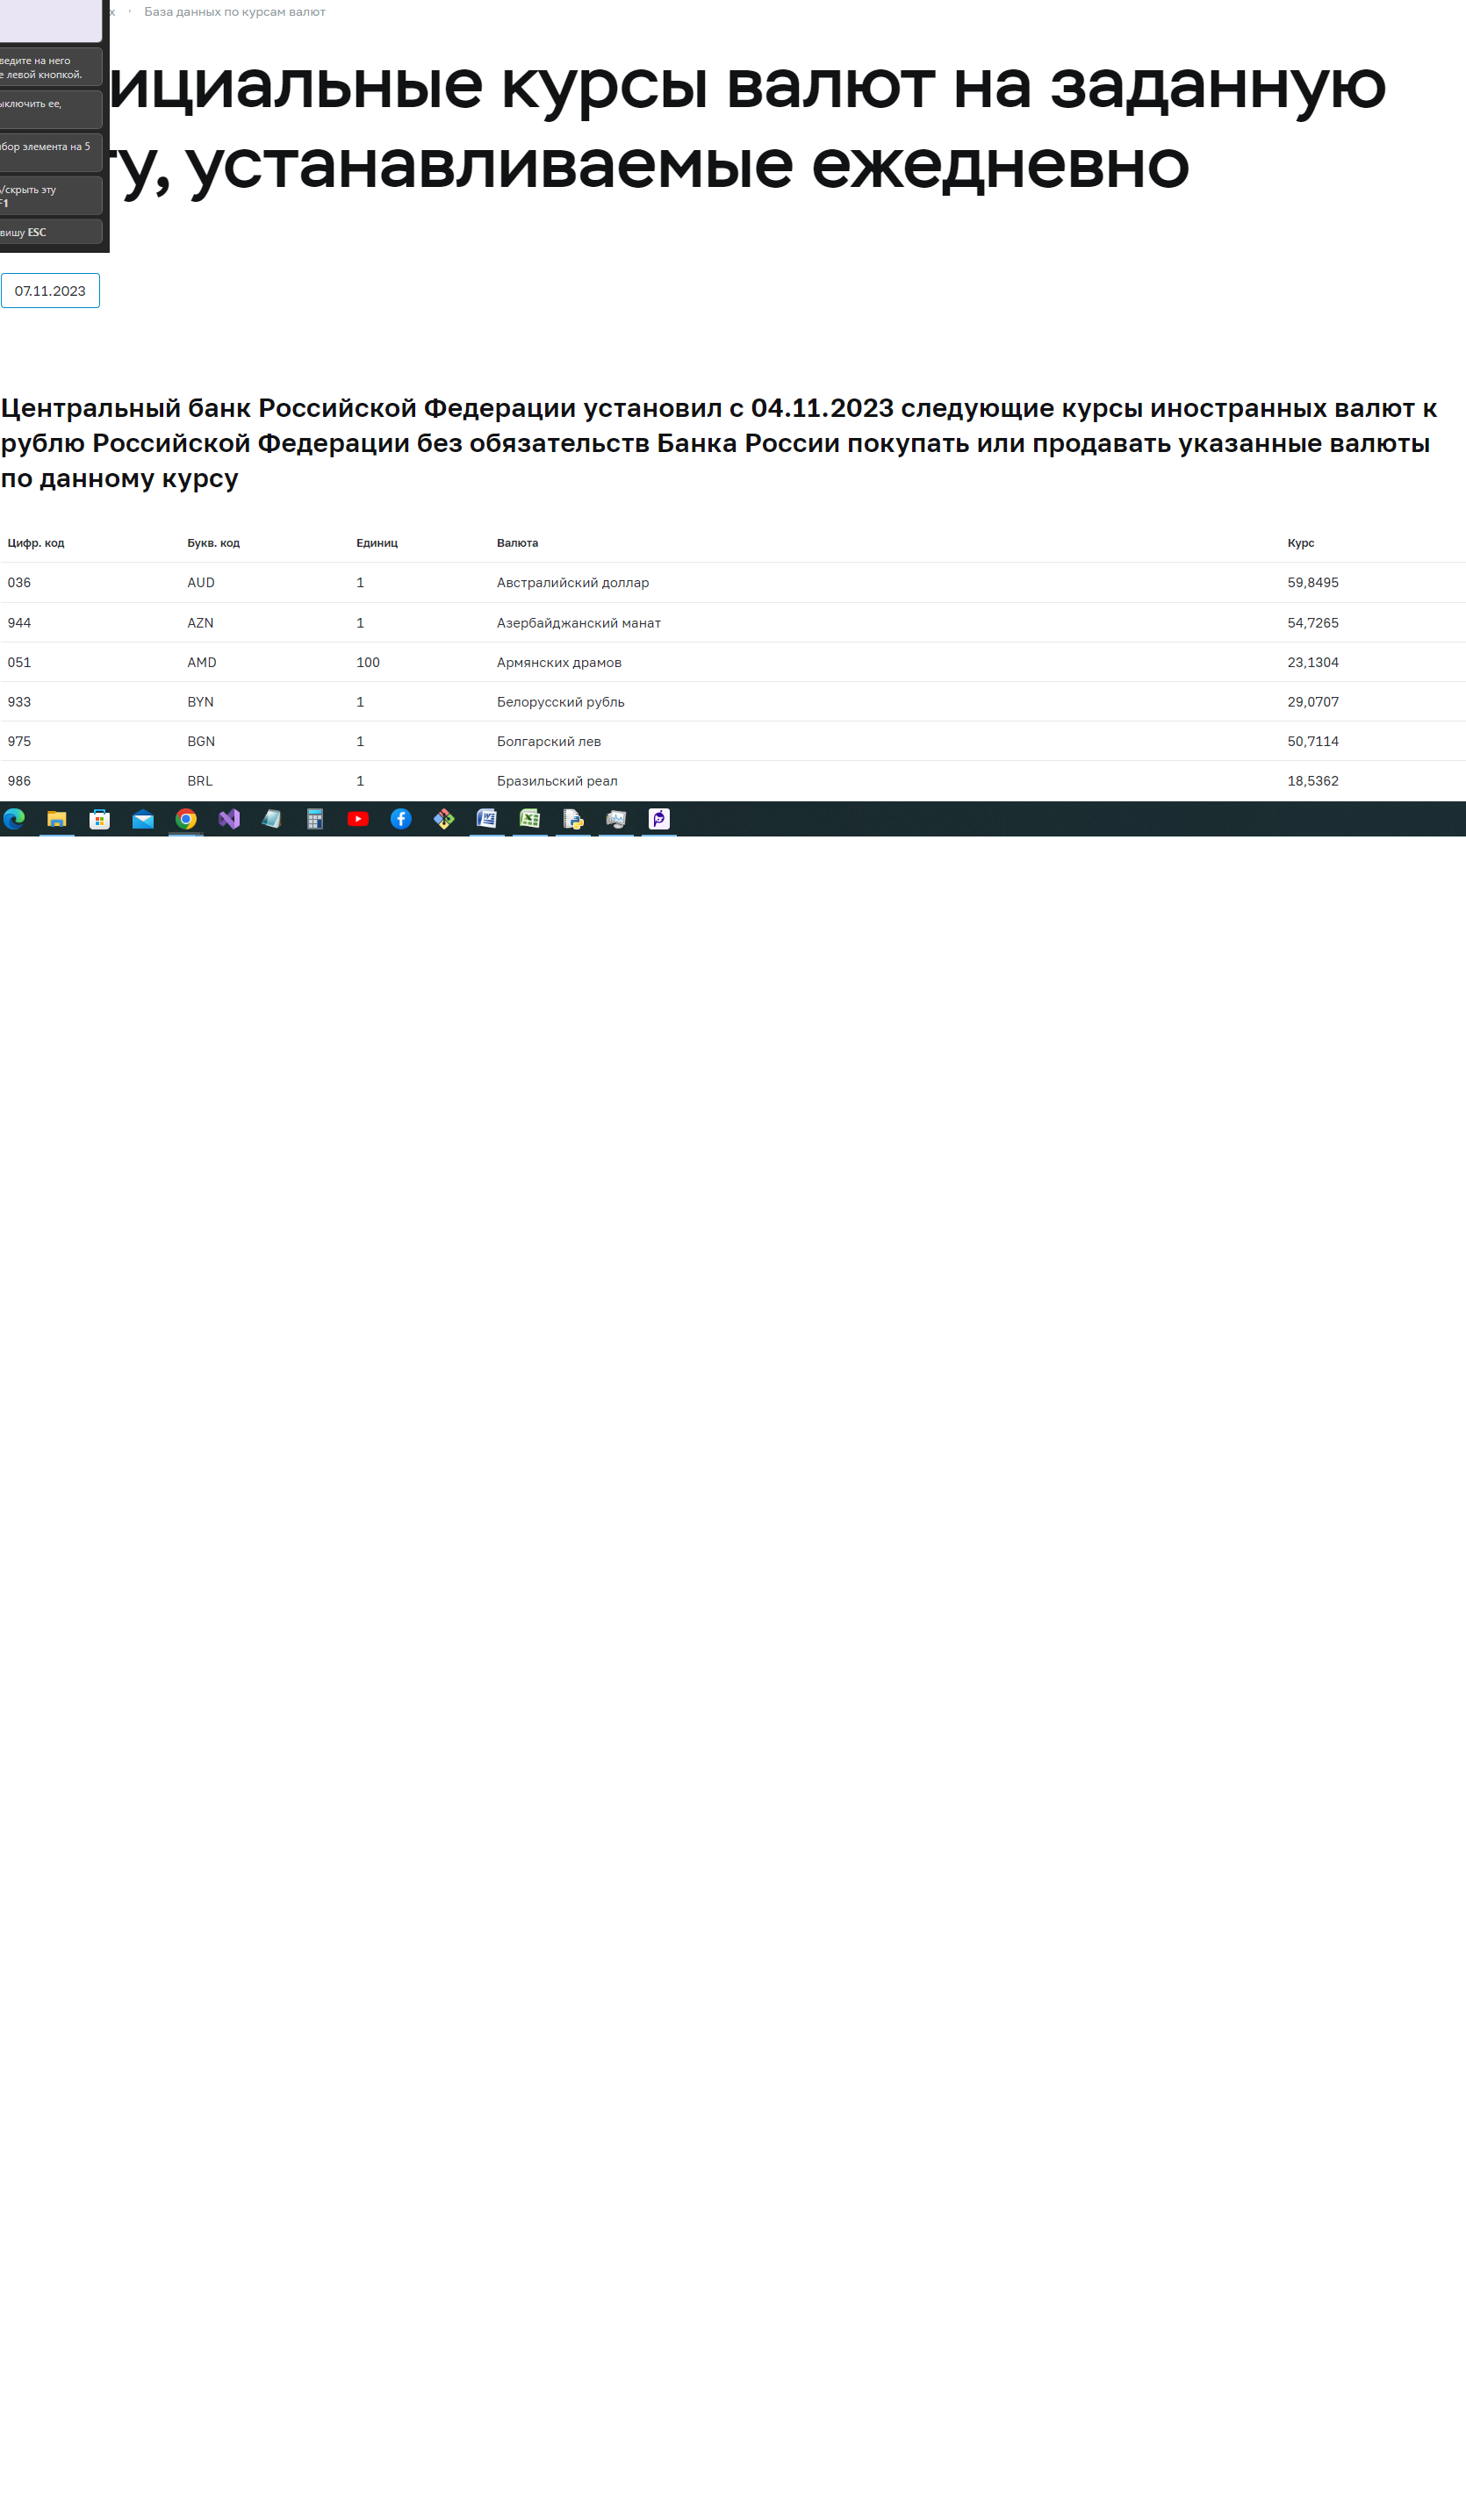 База данных по курсам валют
ведите на него
е левой кнопкой.
ициальные курсы валют на заданную
ыключить ее,
бор элемента на 5
ту, устанавливаемые ежедневно
/скрыть эту
F1
вишу ESC
07.11.2023
Центральный банк Российской Федерации установил с 04.11.2023 следующие курсы иностранных валют к
рублю Российской Федерации без обязательств Банка России покупать или продавать указанные валюты
по данному курсу
Цифр. код Букв. код Единиц Валюта Курс
036 AUD 1 Австралийский доллар 59,8495
944 AZN 1 Азербайджанский манат 54,7265
051 AMD 100 Армянских драмов 23,1304
933 BYN 1 Белорусский рубль 29,0707
975 BGN 1 Болгарский лев 50,7114
986 BRL 1 Бразильский реал 18,5362